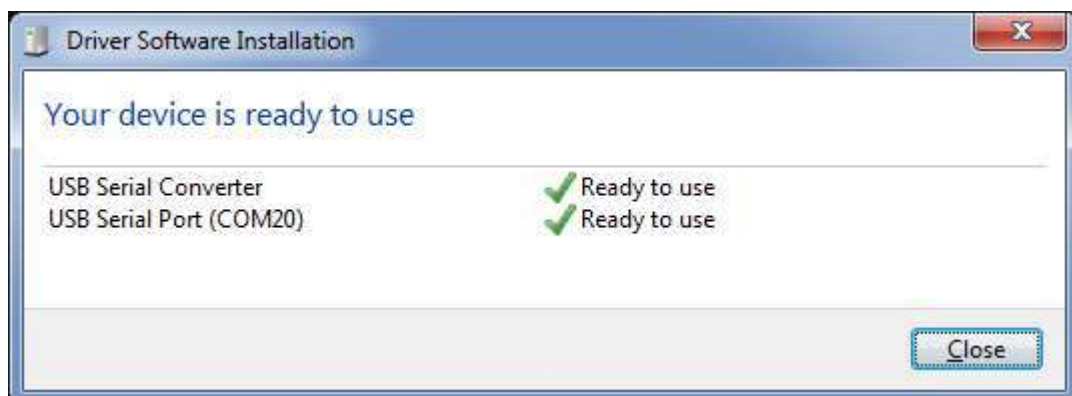 Driver Software Installation
Your device is ready to use
USB Serial Converter Ready to use
USB Serial Port (COM20) Ready to use
Close